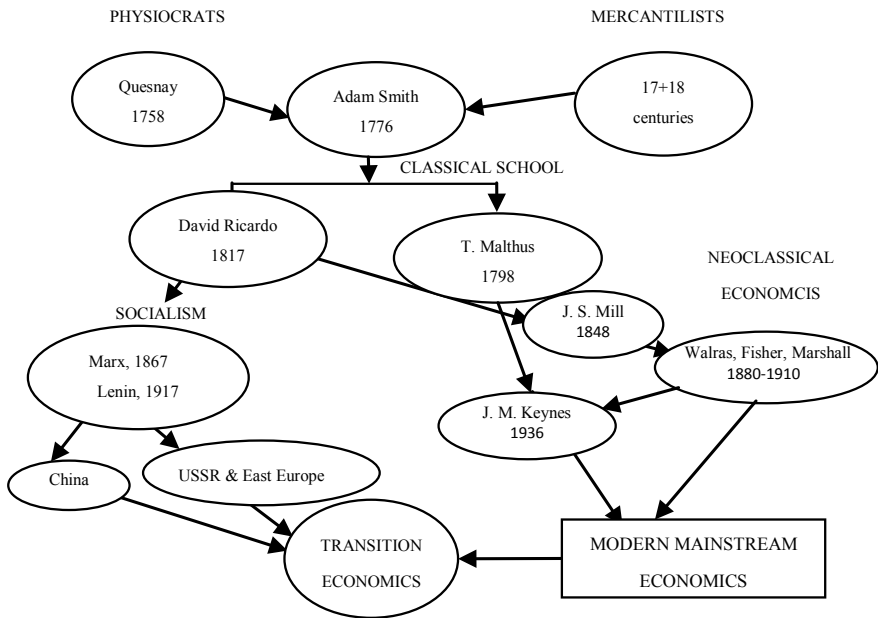 PHYSIOCRATS
MERCANTILISTS
Quesnay
1758
Adam Smith
1776
17+18
centuries
CLASSICAL SCHOOL
David Ricardo
1817
T. Malthus
1798
NEOCLASSICAL
ECONOMCIS
SOCIALISM
J. S. Mill
1848
Marx, 1867
Lenin, 1917
Walras, Fisher, Marshall
1880-1910
J. M. Keynes
1936
China
USSR & East Europe
TRANSITION
ECONOMICS
MODERN MAINSTREAM
ECONOMICS